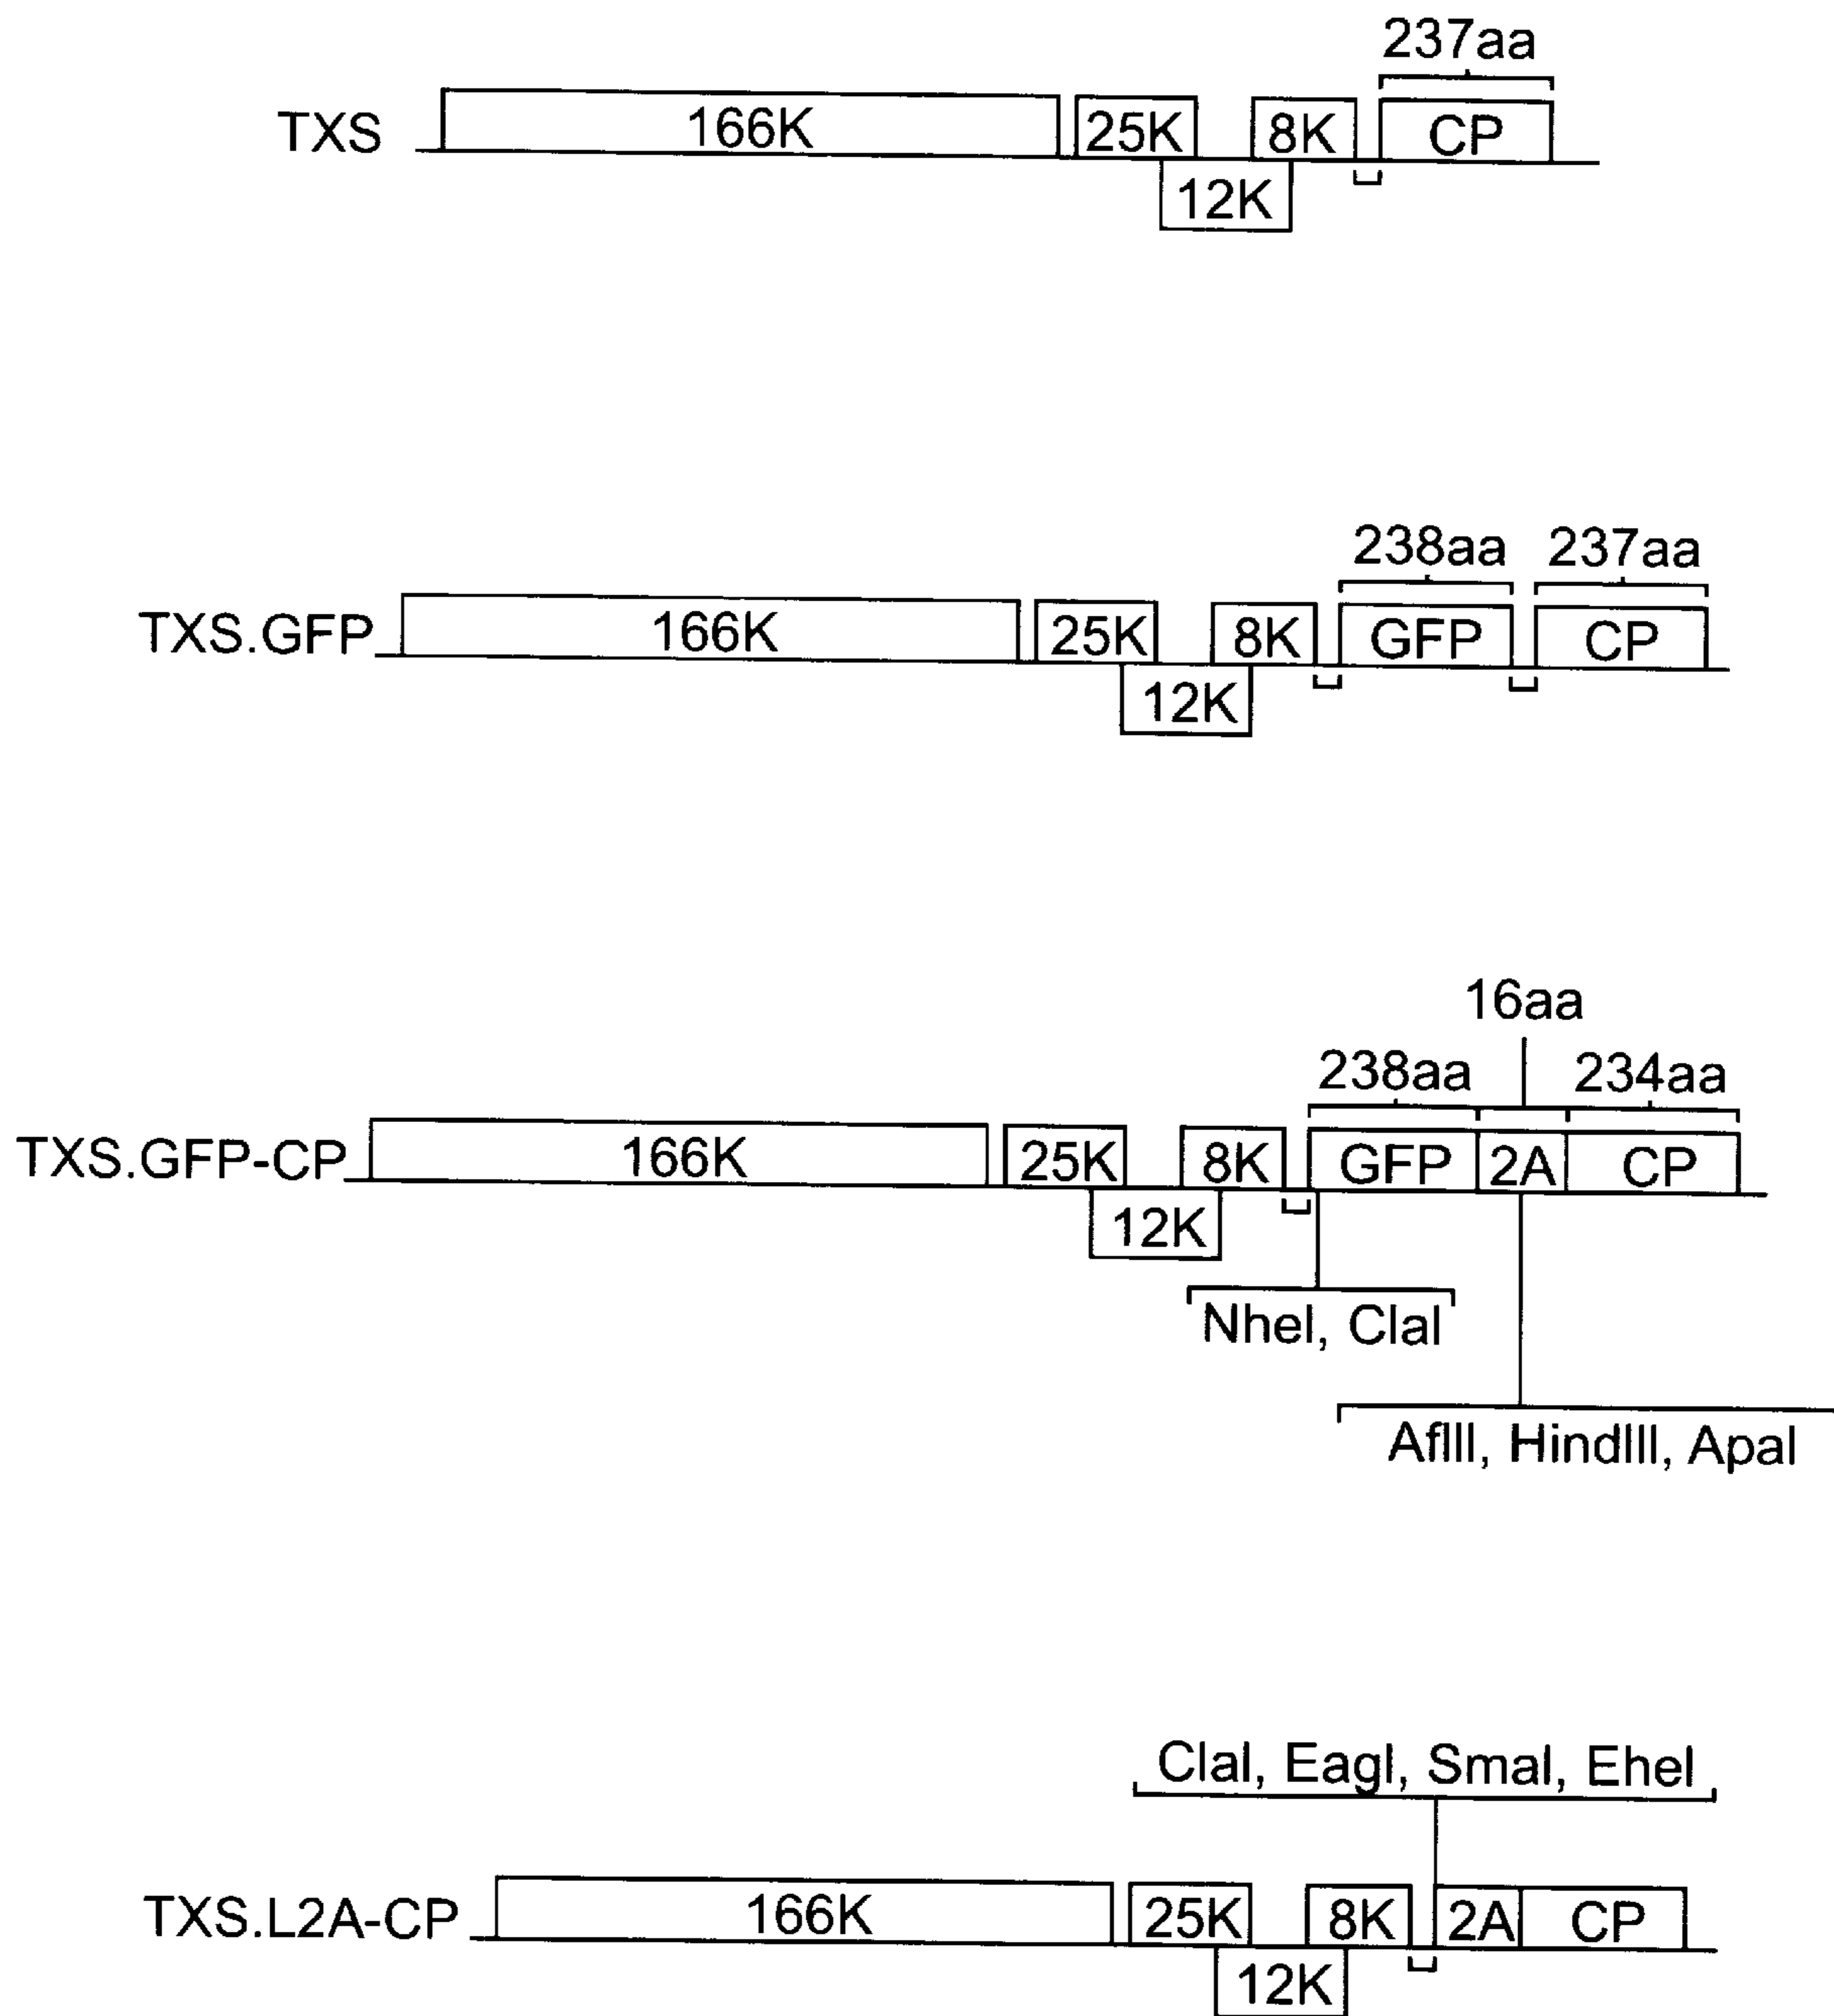 237aa
TXS 166K 25K 8K CP
12K
238aa 237aa
TXS.GFP 166K 25K 8K GFP CP
12K
16aa
238aa 234aa
TXS.GFP-CP 166K 25K 8K GFP 2A CP
12K
NheI, ClaI
AflII, HindIII, ApaI
ClaI, EagI, SmaI, EheI
TXS.L2A-CP 166K 25K 8K 2A CP
12K